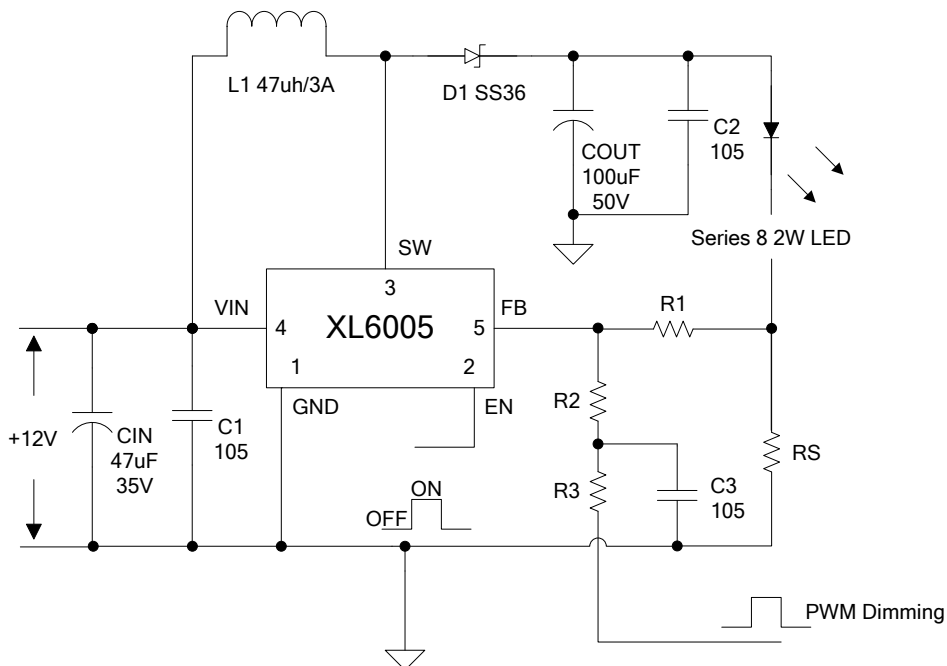 L1 47uh/3A
D1 SS36
COUT
100uF
50V
C2
105
Series 8 2W LED
SW
3
VIN
4
XL6005
5
FB
R1
1
2
GND
EN
+12V
CIN
47uF
35V
C1
105
R2
R3
C3
105
RS
ON
OFF
PWM Dimming